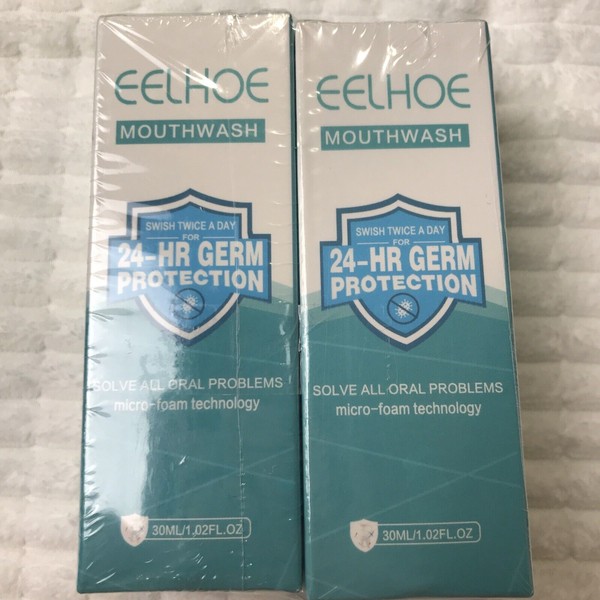 EELHOE
MOUTHWASH
SWISH TWICE A DAY
FOR
24-HR GERM
PROTECTION
SOLVE ALL ORAL PROBLEMS
micro-foam technology
30ML/1.02FL.OZ
EELHOE
MOUTHWASH
SWISH TWICE A DAY
FOR
24-HR GERM
PROTECTION
SOLVE ALL ORAL PROBLEMS
micro-foam technology
30ML/1.02FL.OZ